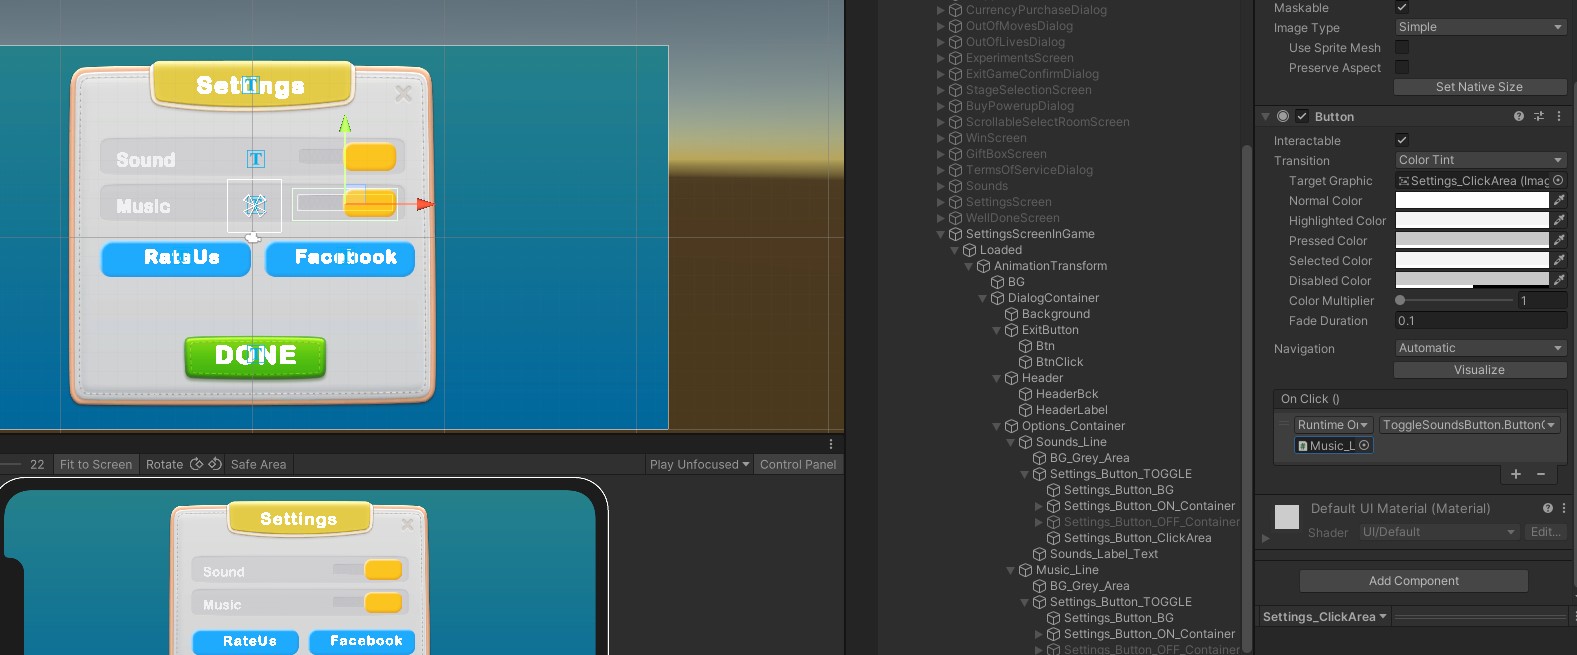 Settings
Sound
Music
RateUs
Facebook
DONE
22
Fit to Screen
Rotate
Safe Area
Play Unfocused
Control Panel
Settings
Sound
Music
RateUs
Facebook
CurrencyPurchaseDialog
OutOfMovesDialog
OutOfLivesDialog
ExperimentsScreen
ExitGameConfirmDialog
StageSelectionScreen
BuyPowerupDialog
ScrollableSelectRoomScreen
WinScreen
GiftBoxScreen
TermsOfServiceDialog
Sounds
SettingsScreen
WellDoneScreen
SettingsScreenInGame
Loaded
AnimationTransform
BG
DialogContainer
Background
ExitButton
Btn
BtnClick
Header
HeaderBck
HeaderLabel
Options_Container
Sounds_Line
BG_Grey_Area
Settings_Button_TOGGLE
Settings_Button_BG
Settings_Button_ON_Container
Settings_Button_OFF_Container
Settings_Button_ClickArea
Sounds_Label_Text
Music_Line
BG_Grey_Area
Settings_Button_TOGGLE
Settings_Button_BG
Settings_Button_ON_Container
Settings_Button_OFF_Container
Maskable
Image Type Simple
Use Sprite Mesh
Preserve Aspect
Set Native Size
Button
Interactable
Transition Color Tint
Target Graphic Settings_ClickArea (Imag
Normal Color
Highlighted Color
Pressed Color
Selected Color
Disabled Color
Color Multiplier 1
Fade Duration 0.1
Navigation Automatic
Visualize
On Click ()
Runtime Or ToggleSoundsButton.Button(
Music_L
+ −
Default UI Material (Material)
Shader UI/Default Edit...
Add Component
Settings_ClickArea